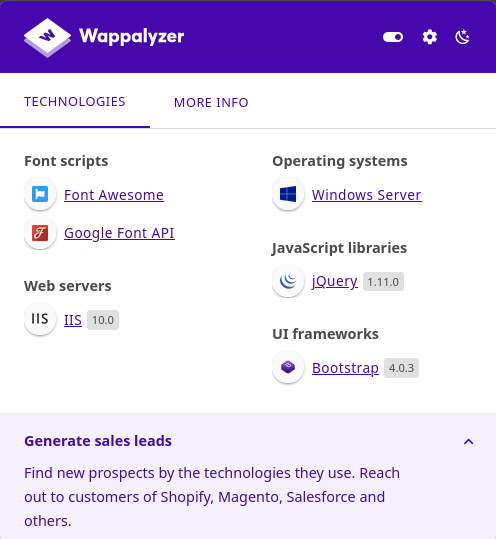 Wappalyzer
TECHNOLOGIES
MORE INFO
Font scripts
Font Awesome
Google Font API
Web servers
IIS
IIS 10.0
Operating systems
Windows Server
JavaScript libraries
jQuery 1.11.0
UI frameworks
Bootstrap 4.0.3
Generate sales leads
Find new prospects by the technologies they use. Reach
out to customers of Shopify, Magento, Salesforce and
others.